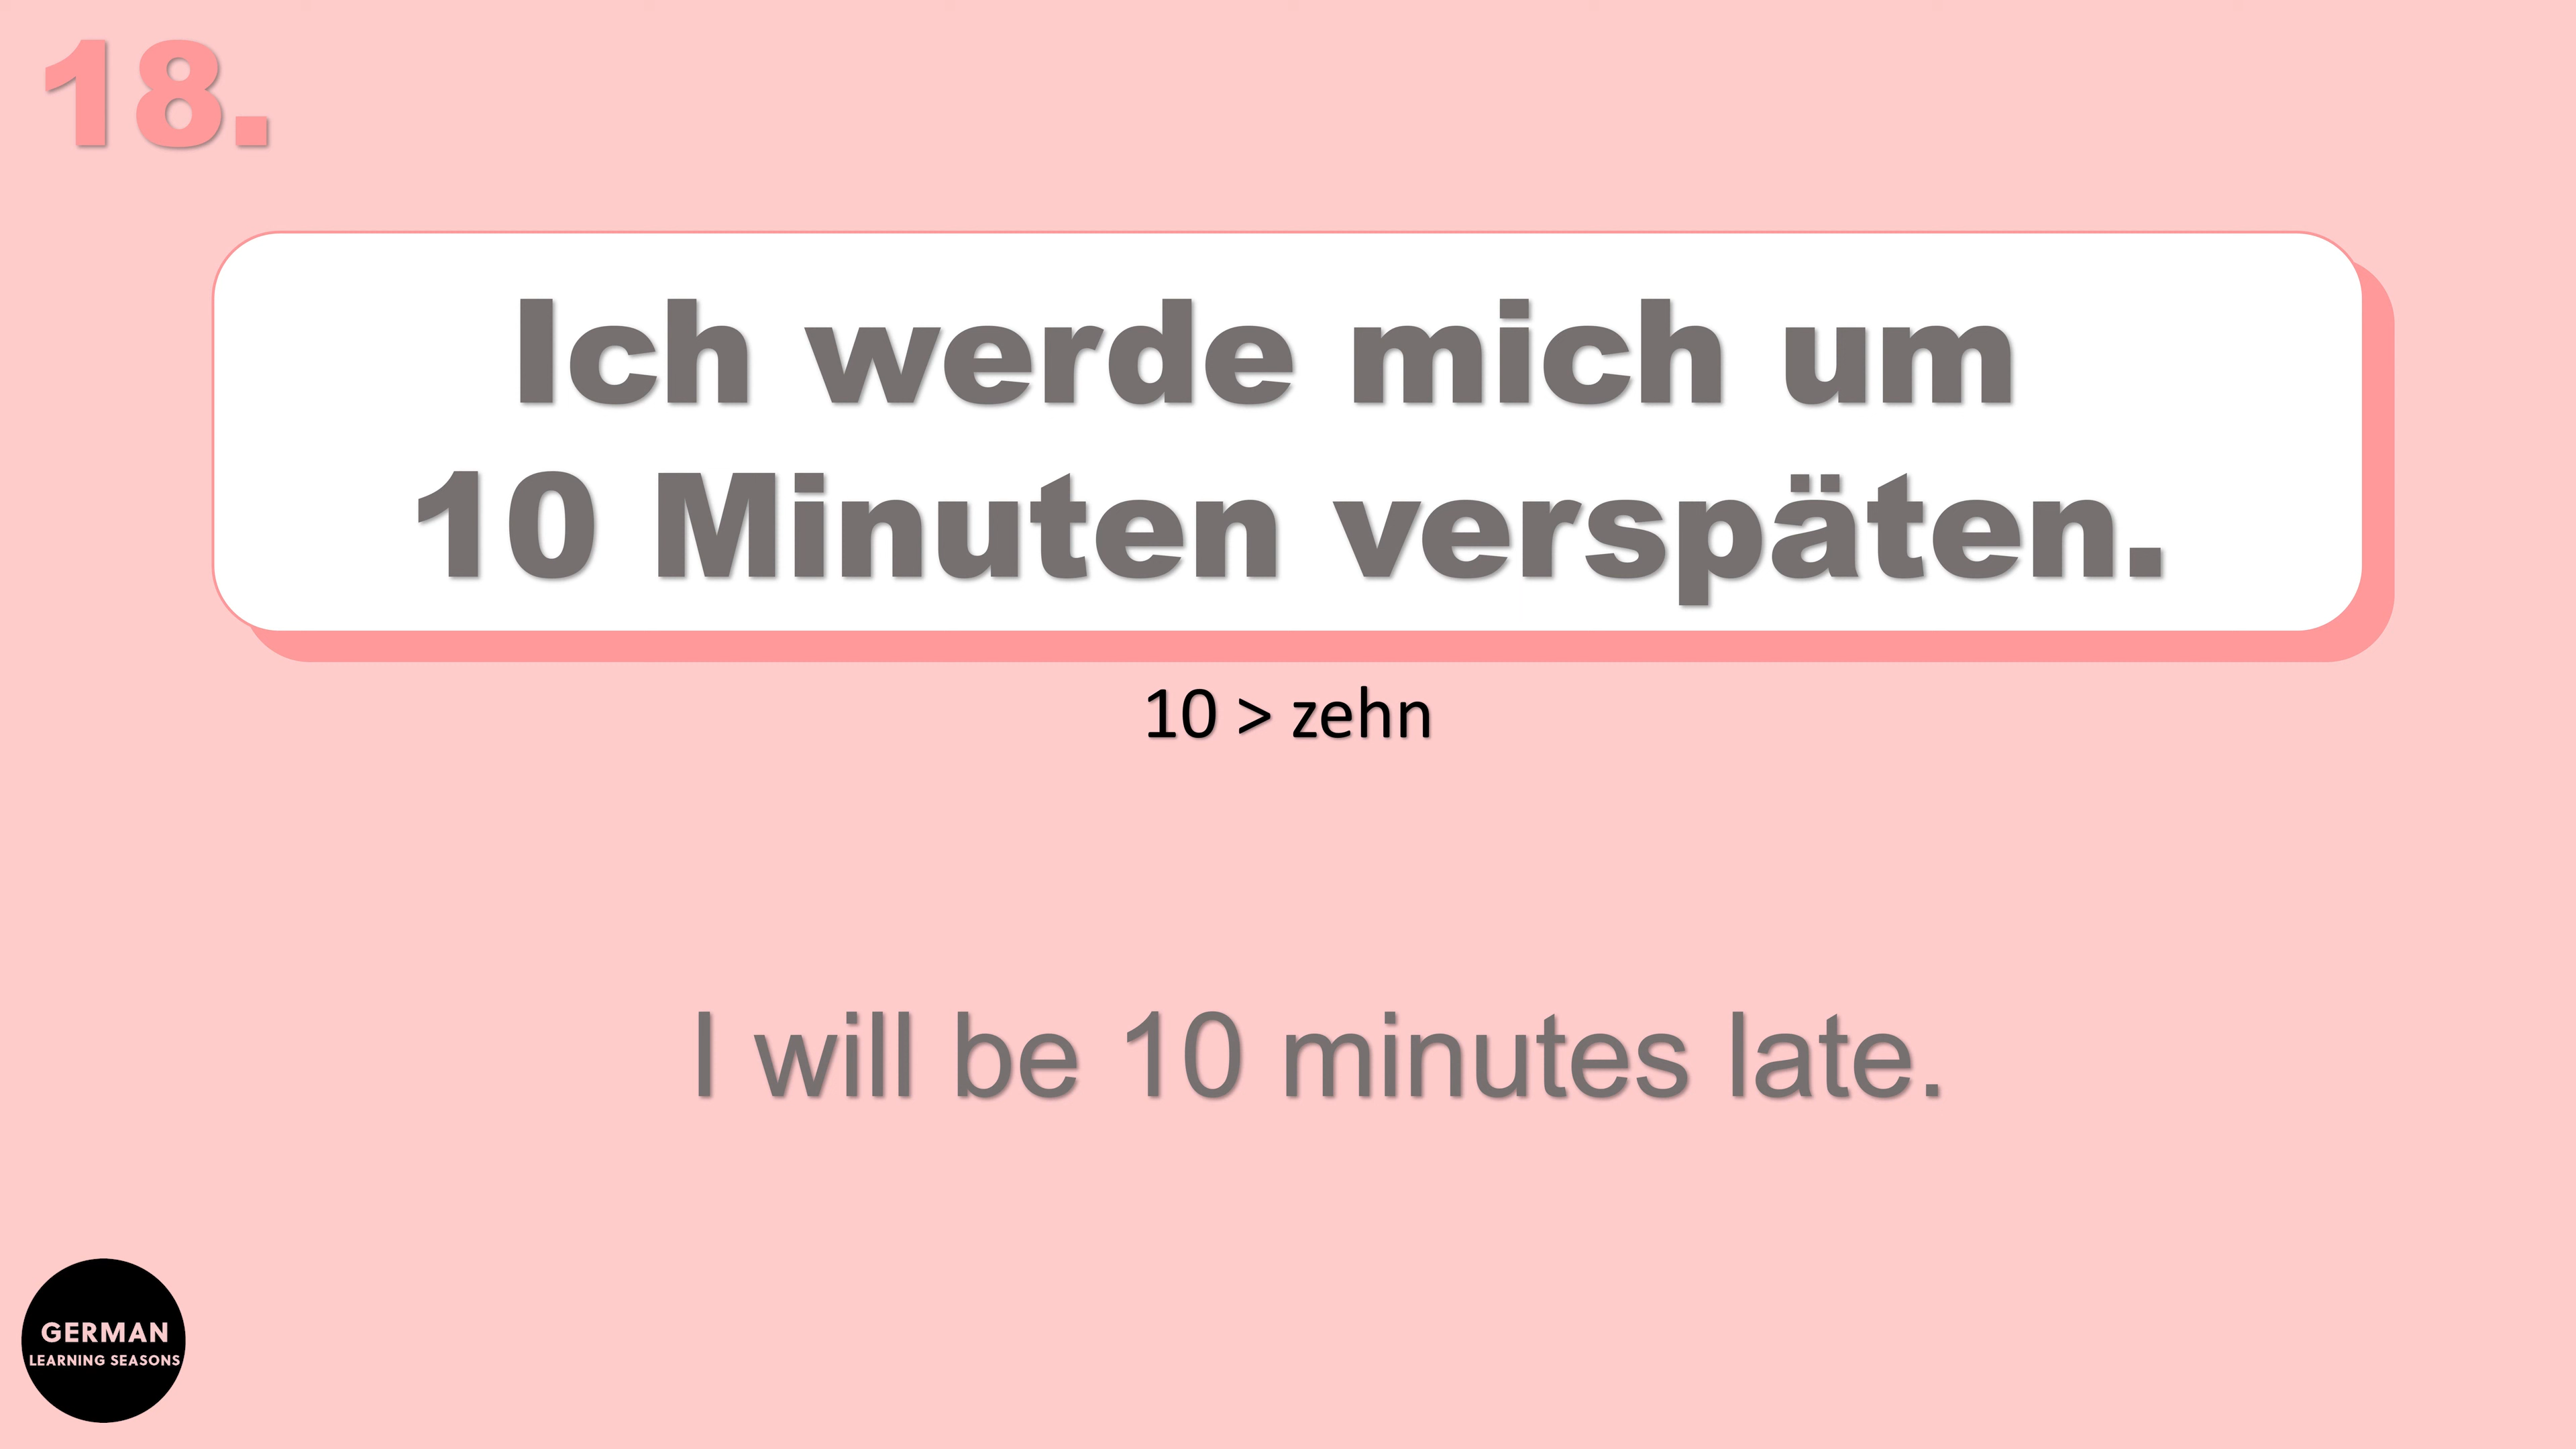 18.
Ich werde mich um
10 Minuten verspäten.
10 > zehn
I will be 10 minutes late.
GERMAN
LEARNING SEASONS